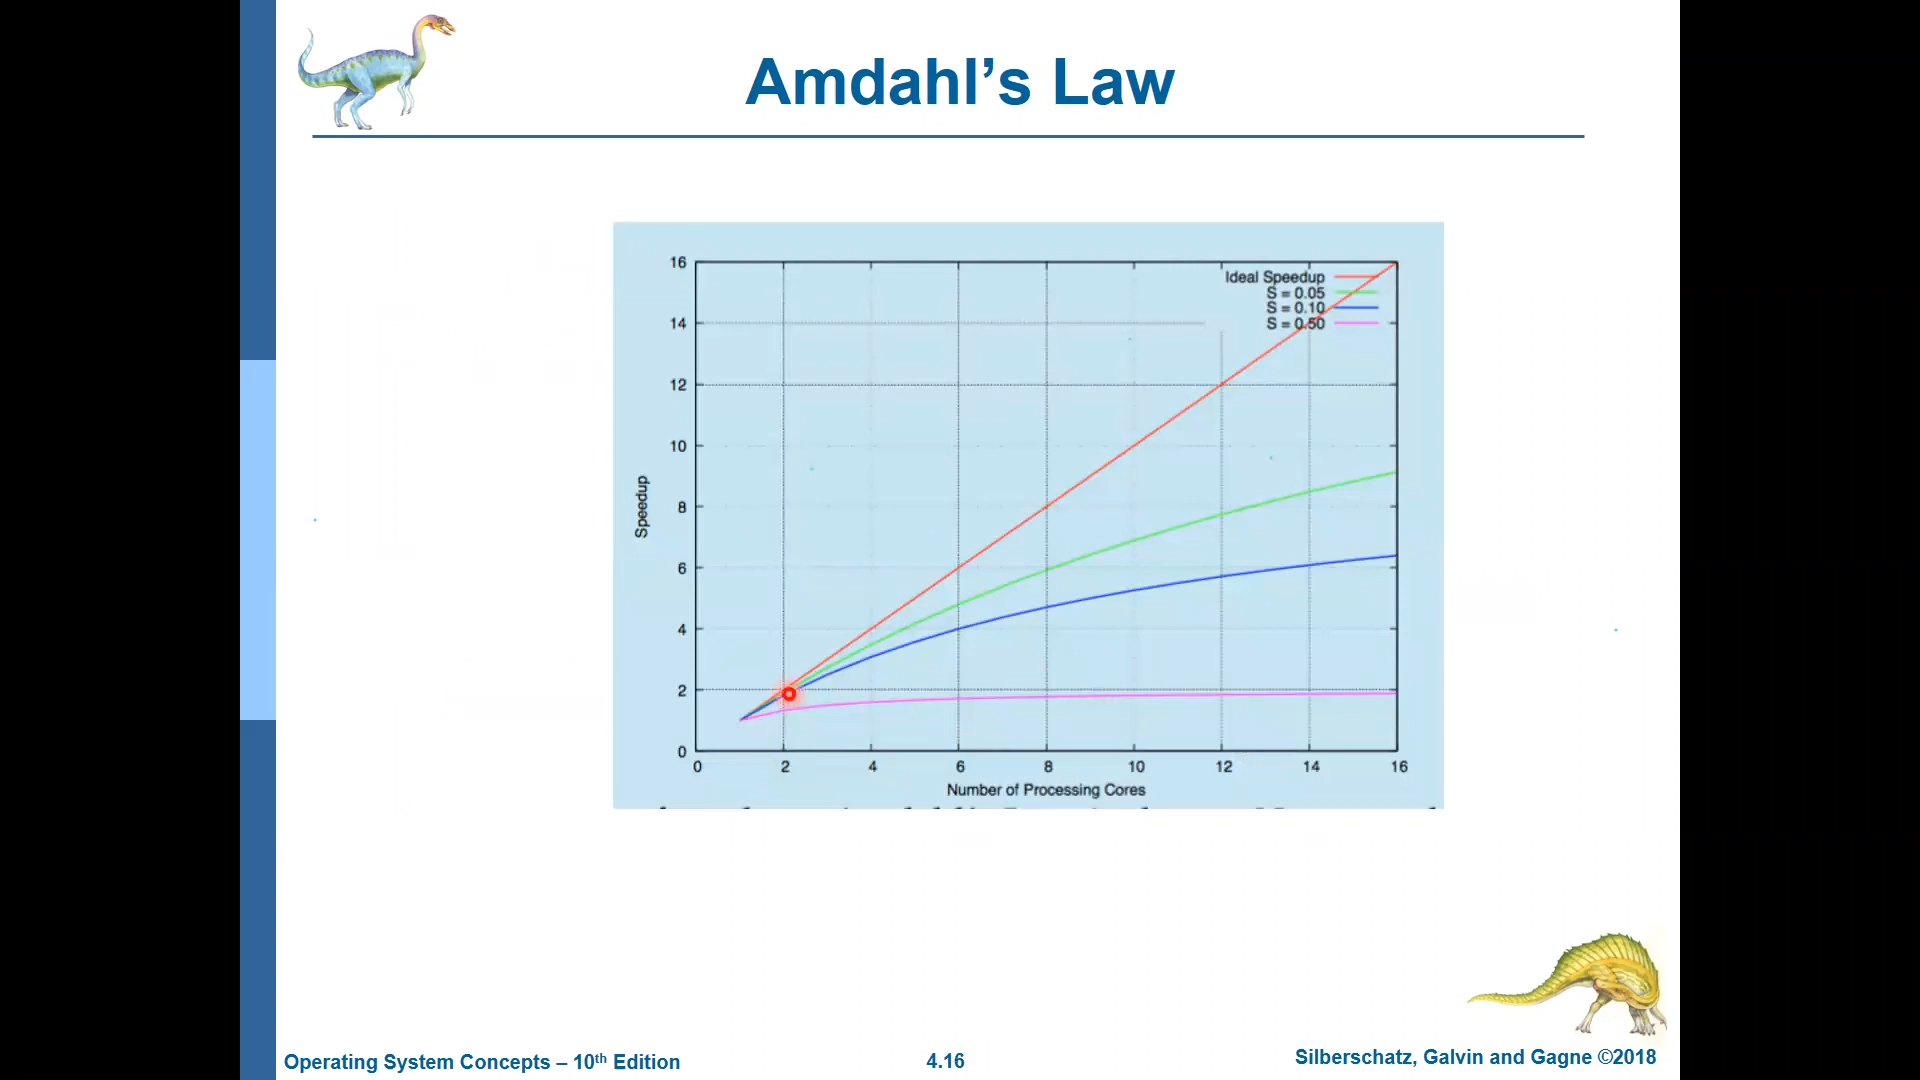 Amdahl’s Law
16
14
12
10
8
6
4
2
0
Speedup
Ideal Speedup
S = 0.05
S = 0.10
S = 0.50
0 2 4 6 8 10 12 14 16
Number of Processing Cores
Operating System Concepts – 10th Edition
4.16
Silberschatz, Galvin and Gagne ©2018